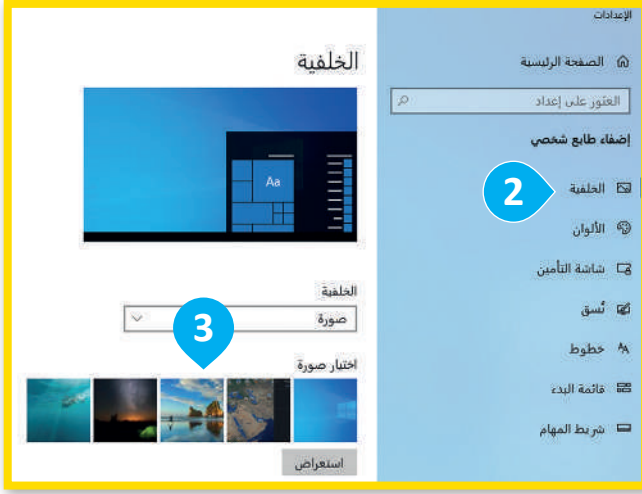 الإعدادات
الصفحة الرئيسية
العثور على إعداد
إضفاء طابع شخصي
الخلفية
2
الألوان
شاشة التأمين
نُسق
خطوط
قائمة البدء
شريط المهام
الخلفية
Aa
الخلفية
صورة
3
اختيار صورة
استعراض